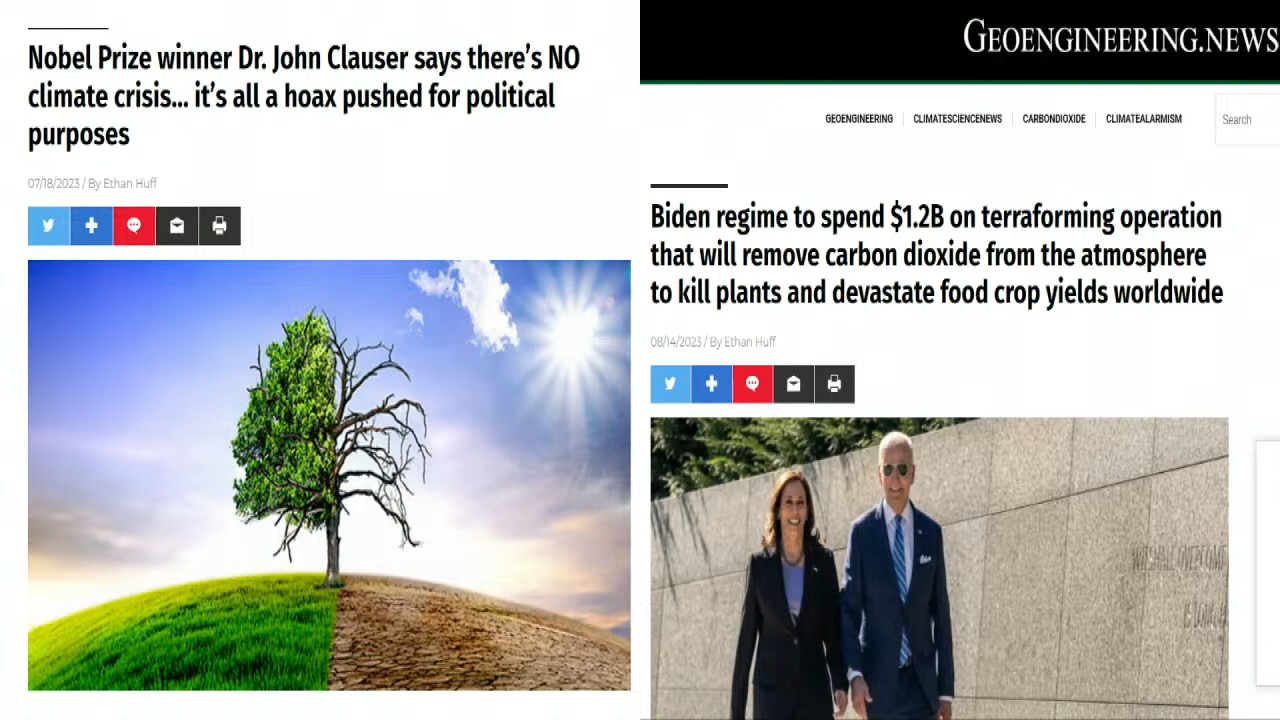 Nobel Prize winner Dr. John Clauser says there's NO
climate crisis... it's all a hoax pushed for political
purposes
07/18/2023 / By Ethan Huff
GEOENGINEERING.NEWS
GEOENGINEERING
CLIMATESCIENCENEWS
CARBONDIOXIDE
CLIMATEALARMISM
Search
Biden regime to spend $1.2B on terraforming operation
that will remove carbon dioxide from the atmosphere
to kill plants and devastate food crop yields worldwide
08/14/2023 / By Ethan Huff